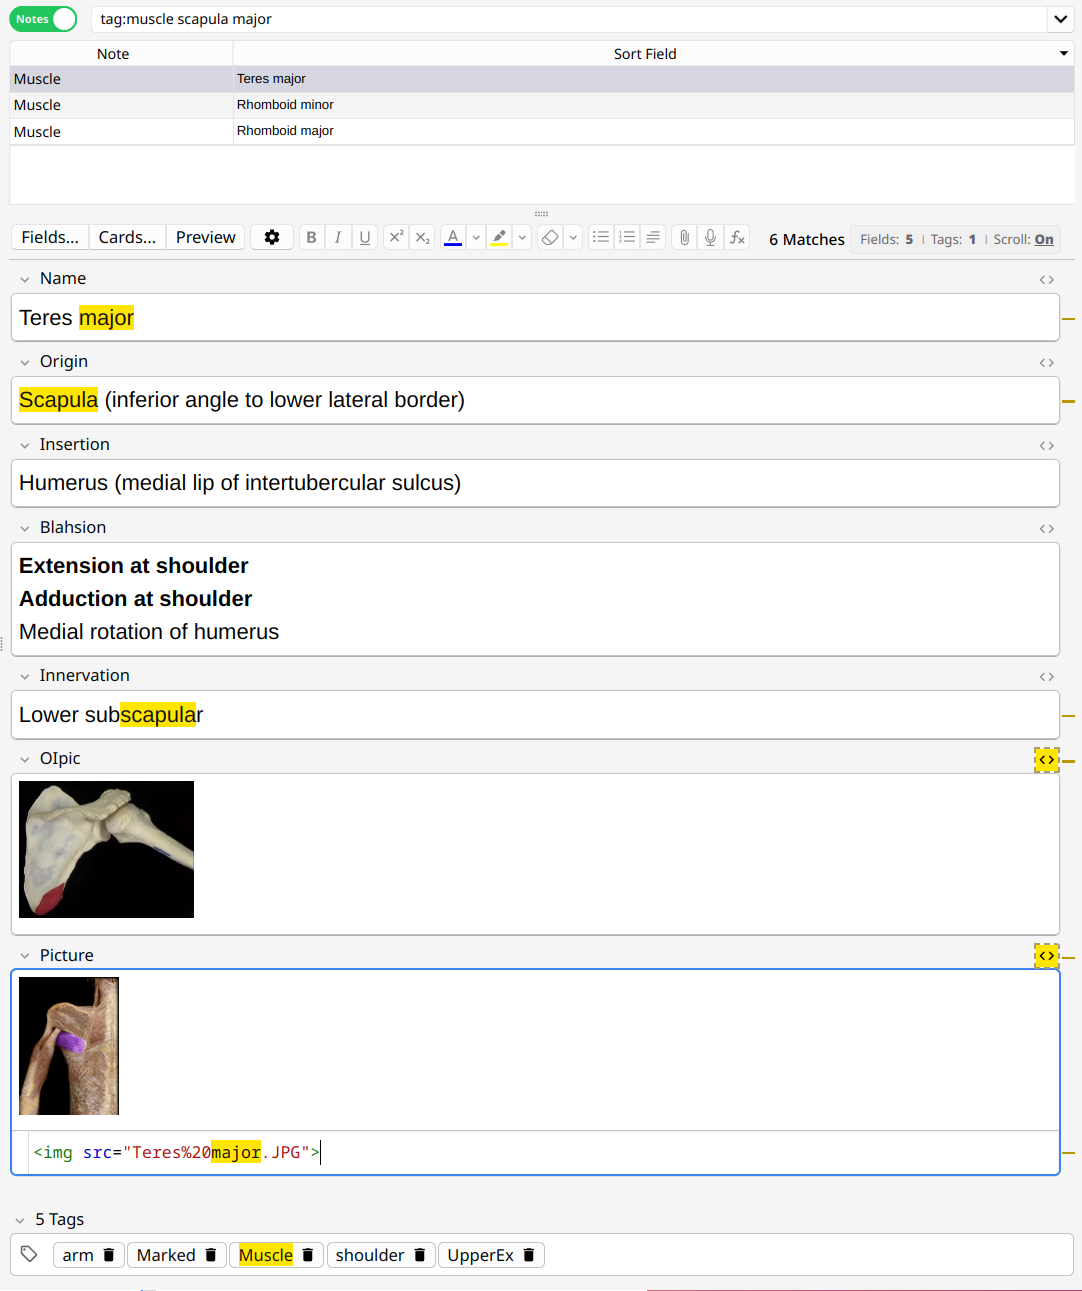 Notes
tag:muscle scapula major
Note Sort Field
Muscle Teres major
Muscle Rhomboid minor
Muscle Rhomboid major
Fields... Cards... Preview B I U X² X₂ A fx 6 Matches Fields: 5 Tags: 1 Scroll: On
Name
Teres major
Origin
Scapula (inferior angle to lower lateral border)
Insertion
Humerus (medial lip of intertubercular sulcus)
Blahsion
Extension at shoulder
Adduction at shoulder
Medial rotation of humerus
Innervation
Lower subscapular
OIpic
Picture
<img src="Teres%20major.JPG">
5 Tags
arm Marked Muscle shoulder UpperEx